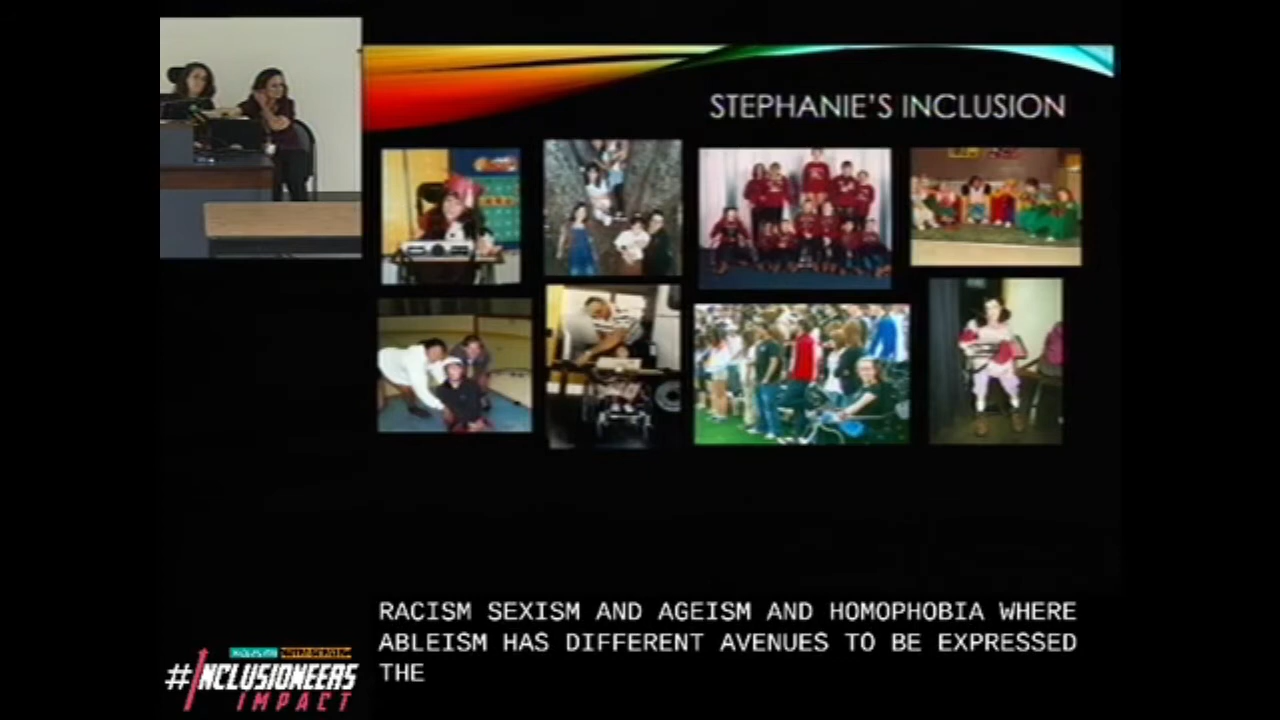 STEPHANIE'S INCLUSION
RACISM SEXISM AND AGEISM AND HOMOPHOBIA WHERE
ABLEISM HAS DIFFERENT AVENUES TO BE EXPRESSED
THE
#INCLUSIONEERS
IMPACT